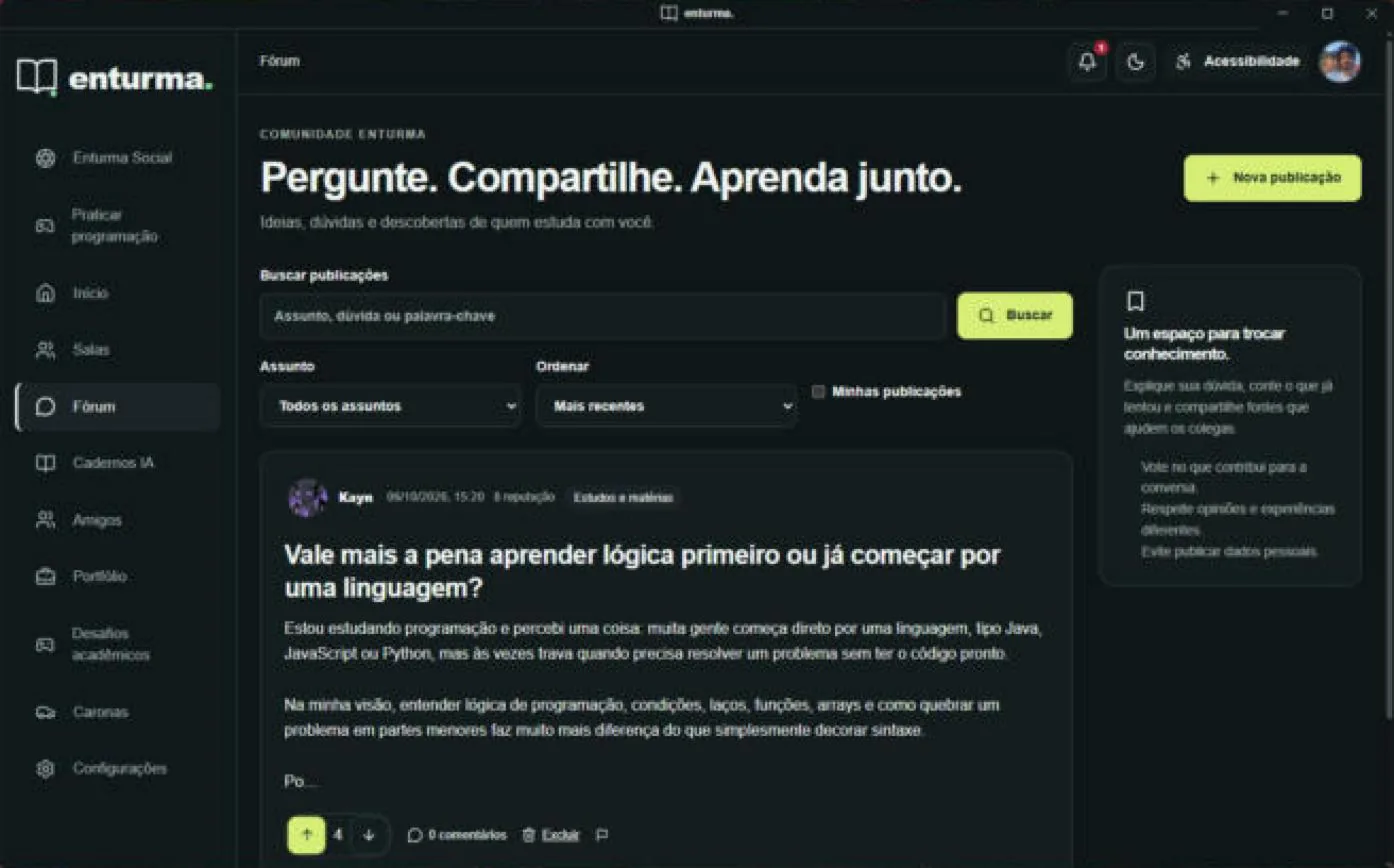 enturma.
enturma.
Fórum
1
Acessibilidade
Enturma Social
Praticar
programação
Início
Salas
Fórum
Cadernos IA
Amigos
Portfólio
Desafios
acadêmicos
Caronas
Configurações
COMUNIDADE ENTURMA
Pergunte. Compartilhe. Aprenda junto.
Ideias, dúvidas e descobertas de quem estuda com você.
+ Nova publicação
Buscar publicações
Assunto, dúvida ou palavra-chave
Buscar
Assunto
Ordenar
Todos os assuntos
Mais recentes
Minhas publicações
Um espaço para trocar
conhecimento.
Explique sua dúvida, conte o que já
tentou e compartilhe fontes que
ajudem os colegas.
Vote no que contribui para a
conversa.
Respeite opiniões e experiências
diferentes.
Evite publicar dados pessoais.
Kayn 06/10/2026, 15:20 8 reputação Estudos e matérias
Vale mais a pena aprender lógica primeiro ou já começar por
uma linguagem?
Estou estudando programação e percebi uma coisa: muita gente começa direto por uma linguagem, tipo Java,
JavaScript ou Python, mas às vezes trava quando precisa resolver um problema sem ter o código pronto.
Na minha visão, entender lógica de programação, condições, laços, funções, arrays e como quebrar um
problema em partes menores faz muito mais diferença do que simplesmente decorar sintaxe.
Po...
4
0 comentários
Excluir